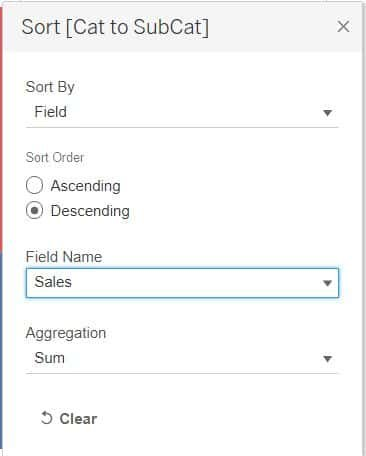 Sort [Cat to SubCat]
Sort By
Field
Sort Order
Ascending
Descending
Field Name
Sales
Aggregation
Sum
Clear